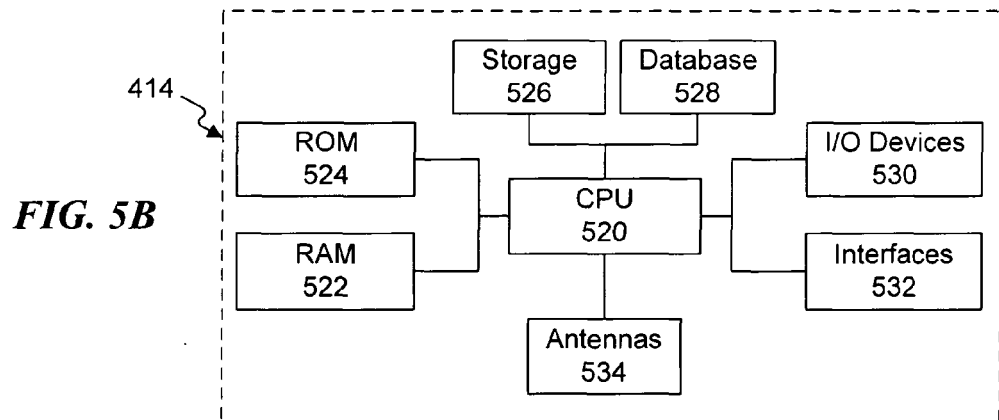 Storage
526
Database
528
414
ROM
524
I/O Devices
530
CPU
520
FIG. 5B
RAM
522
Interfaces
532
Antennas
534